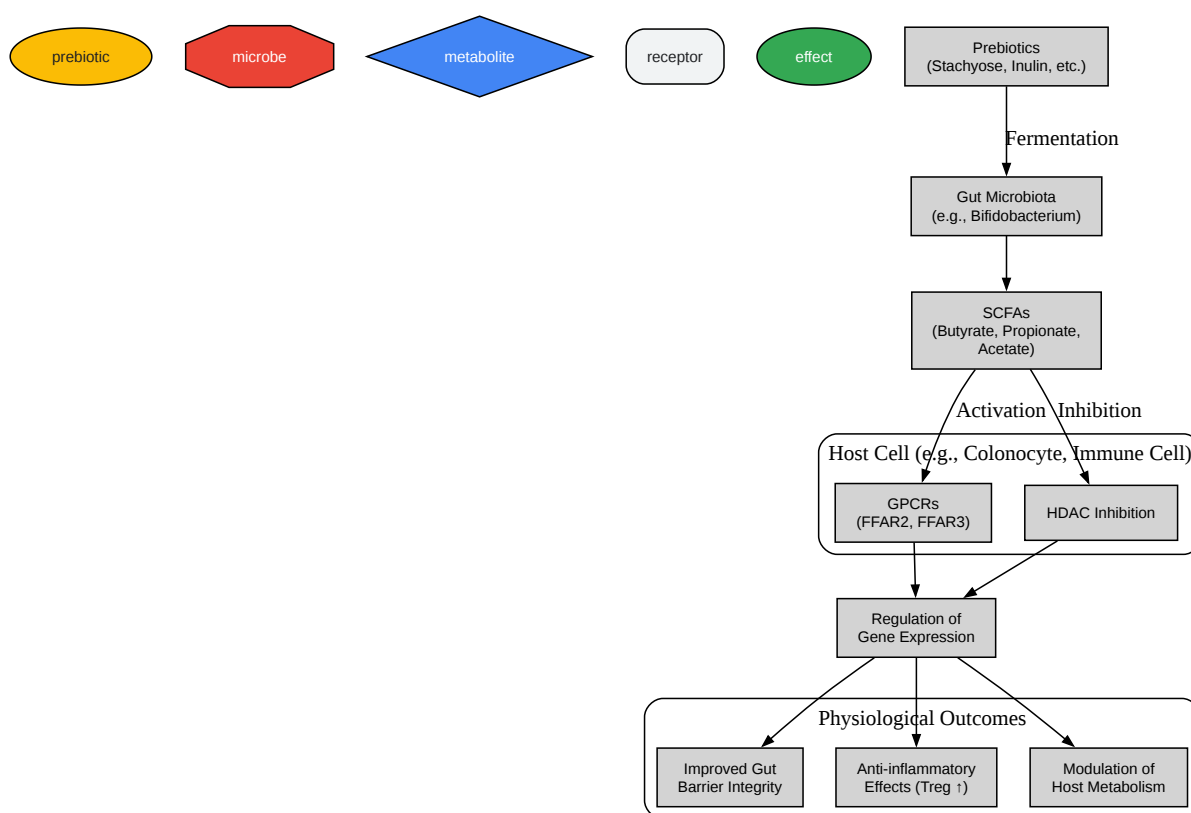 prebiotic
microbe
metabolite
receptor
effect
Prebiotics
(Stachyose, Inulin, etc.)
Fermentation
Gut Microbiota
(e.g., Bifidobacterium)
SCFAs
(Butyrate, Propionate,
Acetate)
Activation
Inhibition
Host Cell (e.g., Colonocyte, Immune Cell)
GPCRs
(FFAR2, FFAR3)
HDAC Inhibition
Regulation of
Gene Expression
Physiological Outcomes
Improved Gut
Barrier Integrity
Anti-inflammatory
Effects (Treg ↑)
Modulation of
Host Metabolism